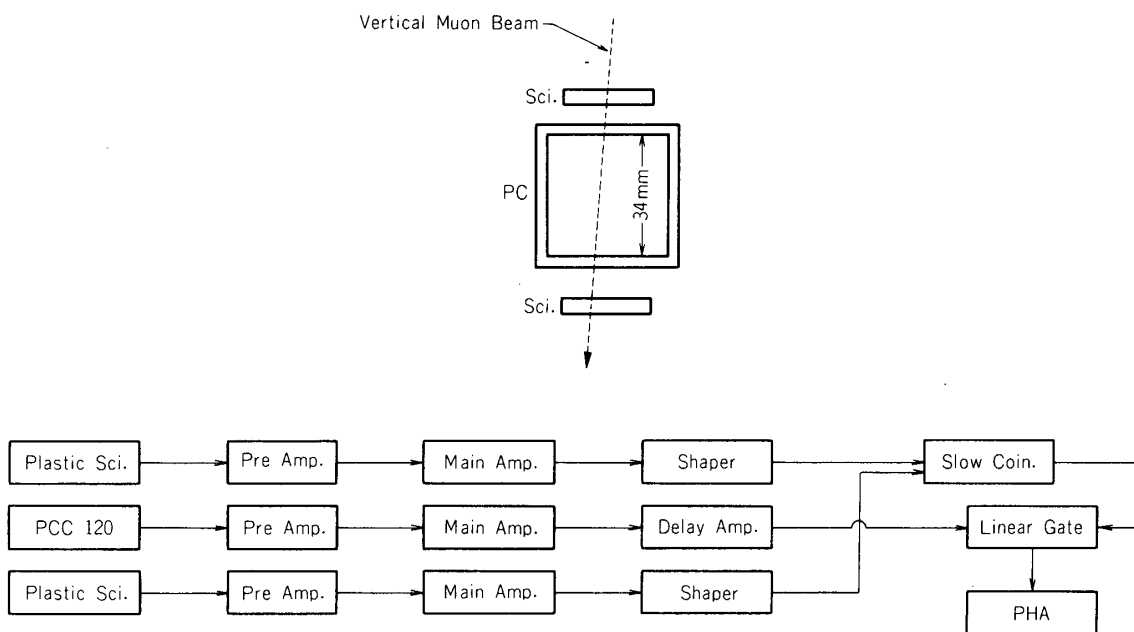 Vertical Muon Beam
Sci.
PC
34mm
Sci.
Plastic Sci.
Pre Amp.
Main Amp.
Shaper
Slow Coin.
PCC 120
Pre Amp.
Main Amp.
Delay Amp.
Linear Gate
Plastic Sci.
Pre Amp.
Main Amp.
Shaper
PHA